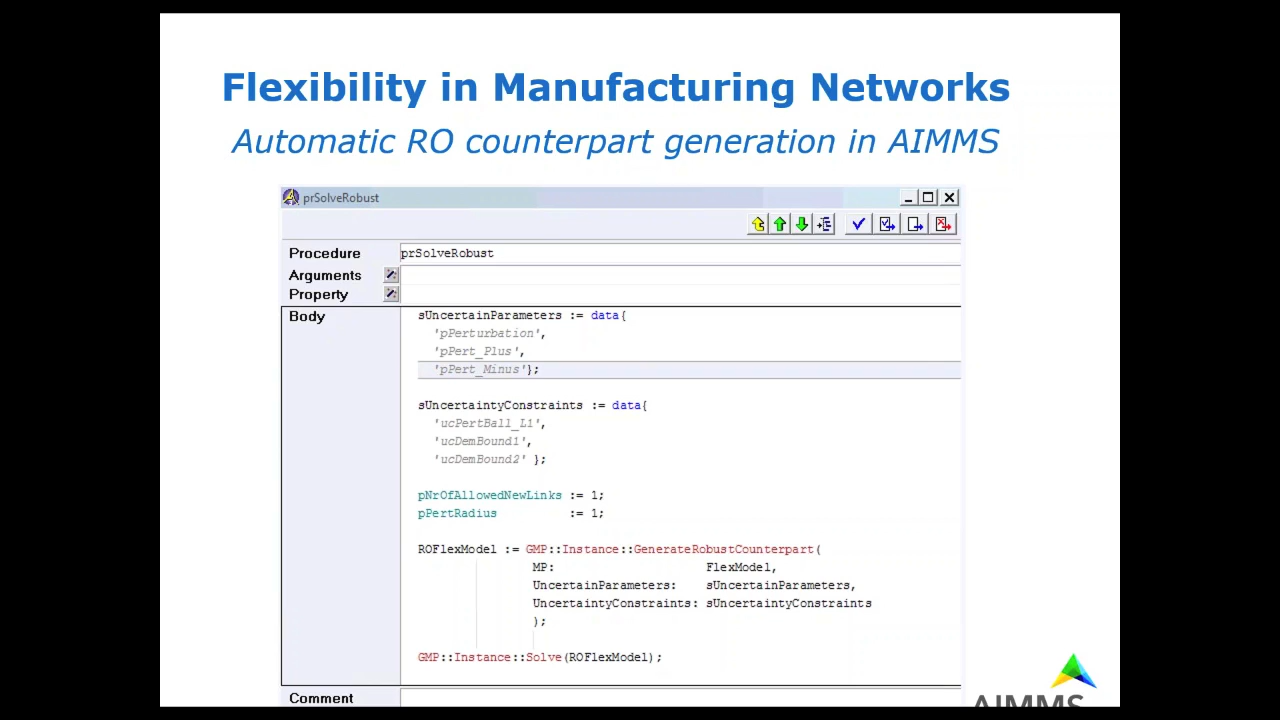 Flexibility in Manufacturing Networks
Automatic RO counterpart generation in AIMMS
prSolveRobust
Procedure prSolveRobust
Arguments
Property
Body
sUncertainParameters := data{
'pPerturbation',
'pPert_Plus',
'pPert_Minus'};
sUncertaintyConstraints := data{
'ucPertBall_L1',
'ucDemBound1',
'ucDemBound2' };
pNrOfAllowedNewLinks := 1;
pPertRadius := 1;
ROFlexModel := GMP::Instance::GenerateRobustCounterpart(
MP: FlexModel,
UncertainParameters: sUncertainParameters,
UncertaintyConstraints: sUncertaintyConstraints
);
GMP::Instance::Solve(ROFlexModel);
Comment
AIMMS